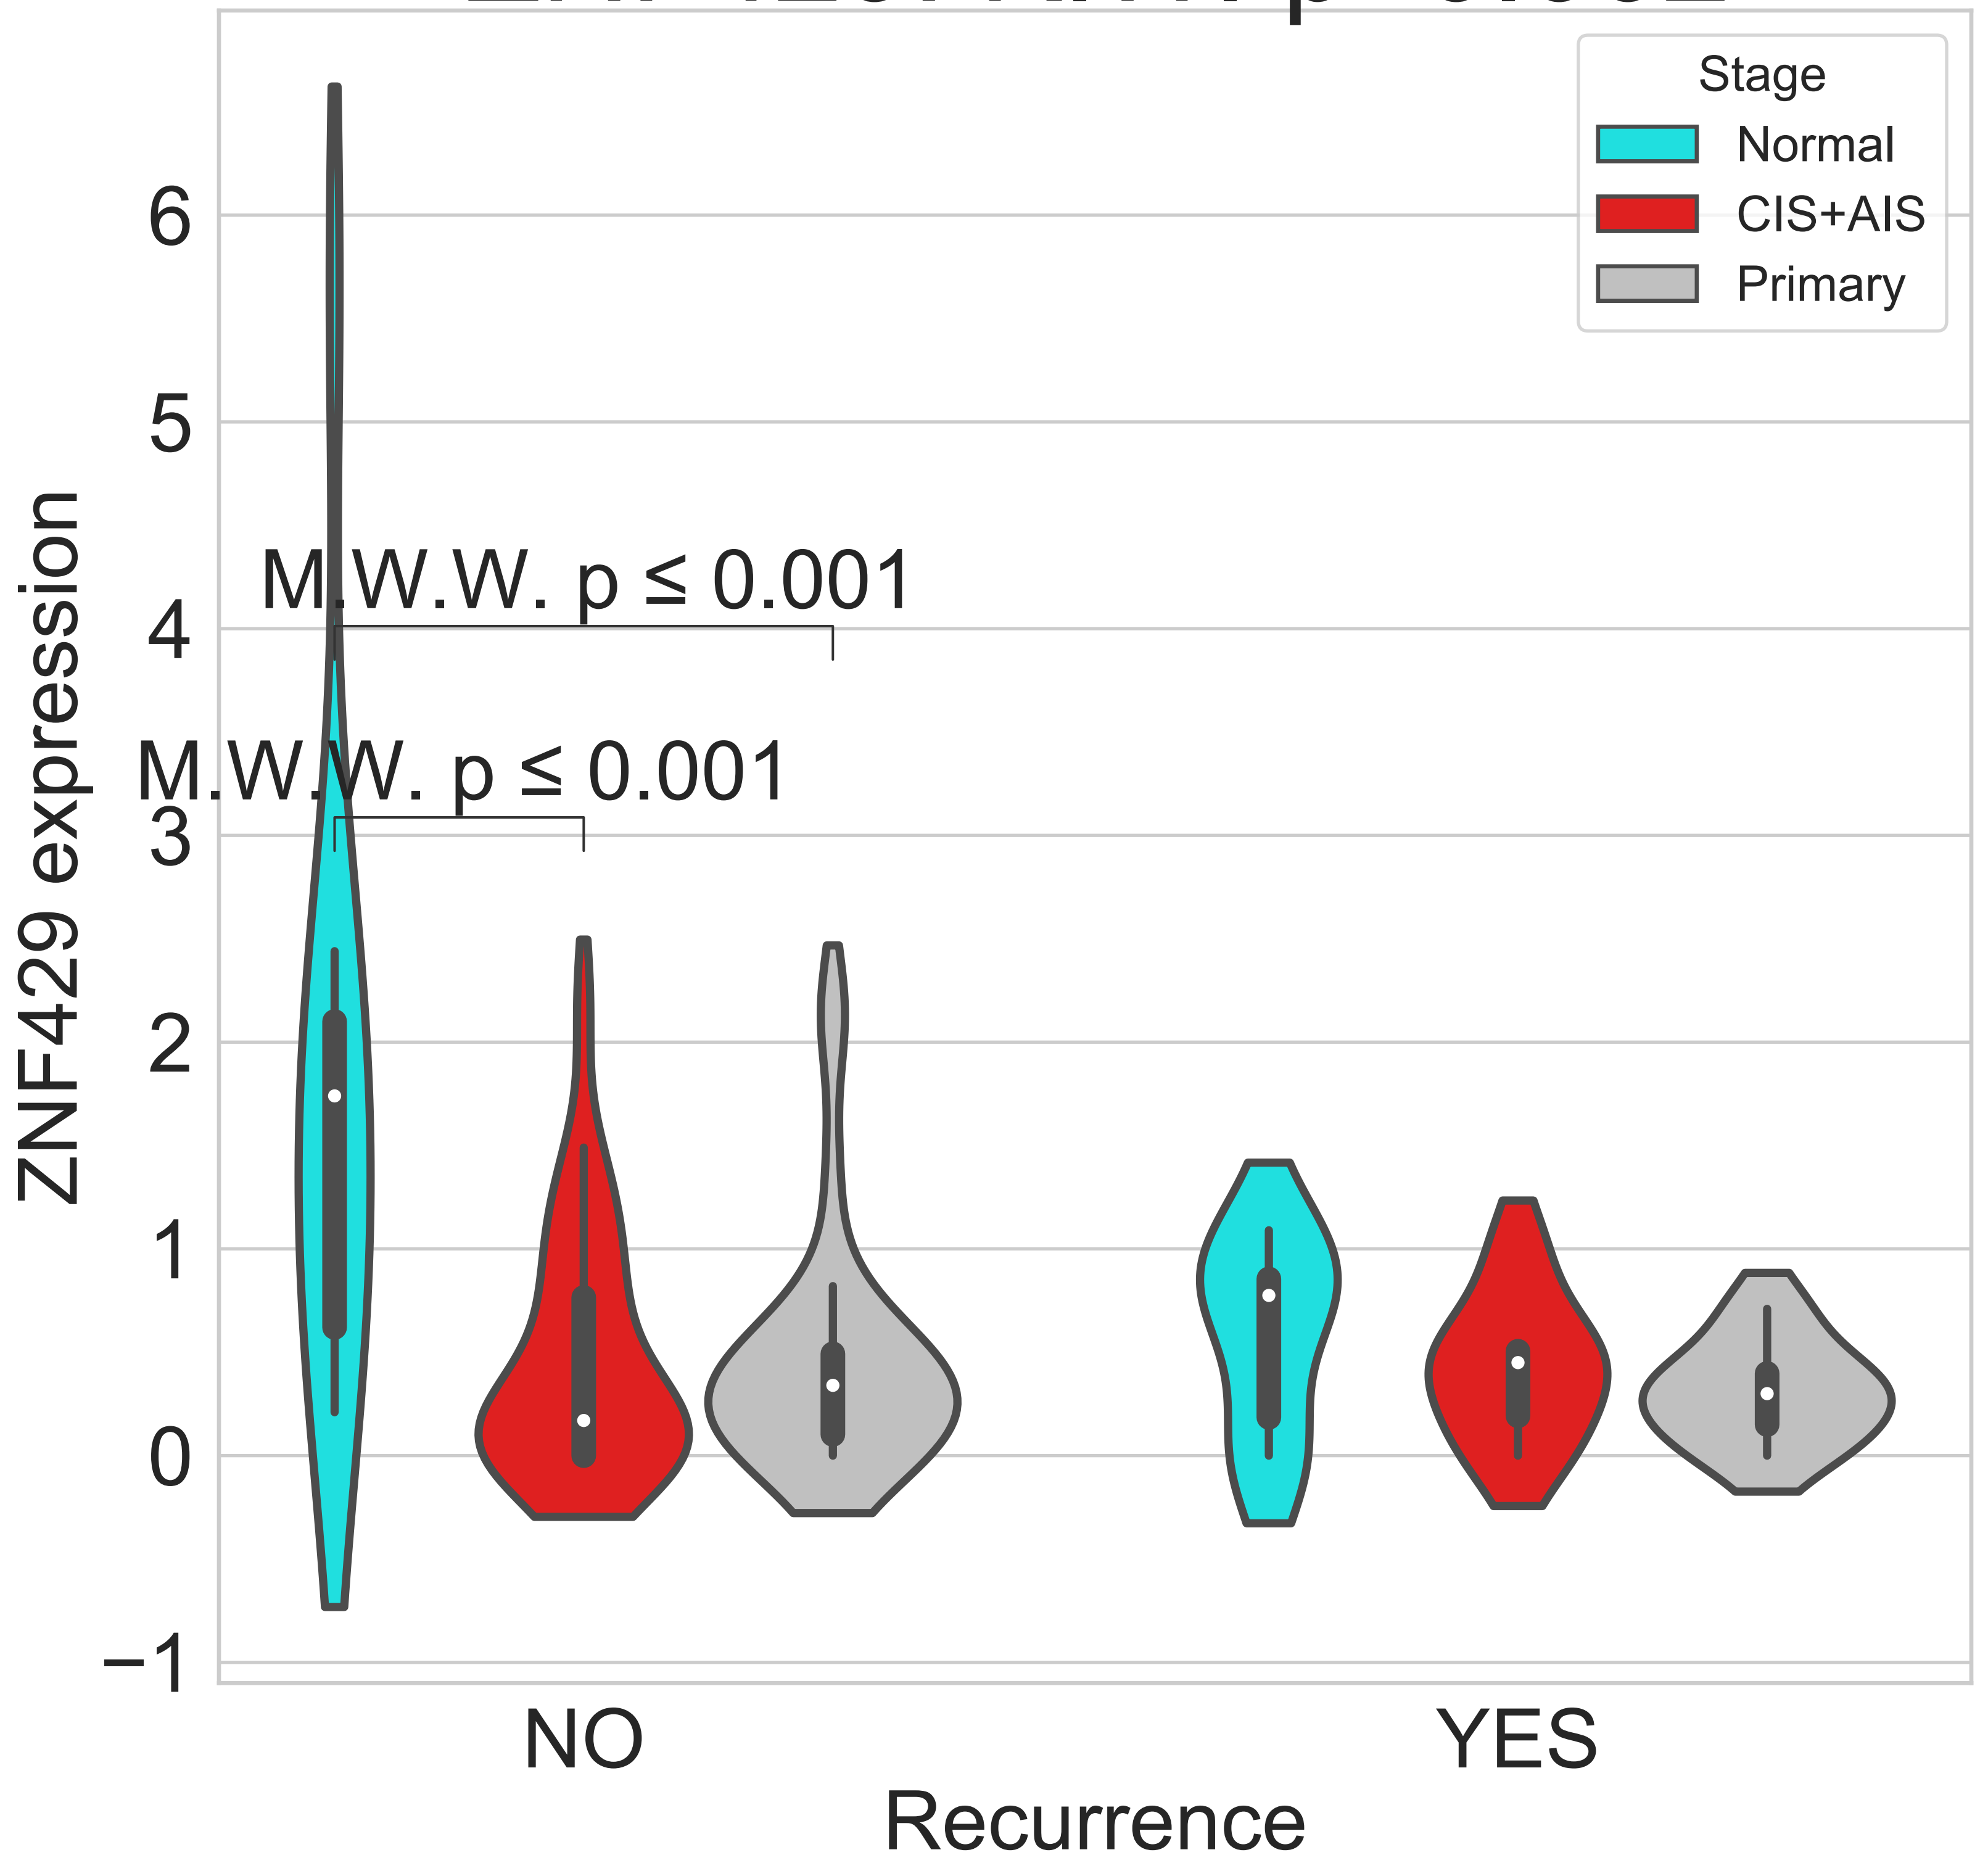 Stage
Normal
CIS+AIS
Primary
6
5
4
3
2
1
0
−1
ZNF429 expression
M.W.W. p ≤ 0.001
M.W.W. p ≤ 0.001
NO
YES
Recurrence